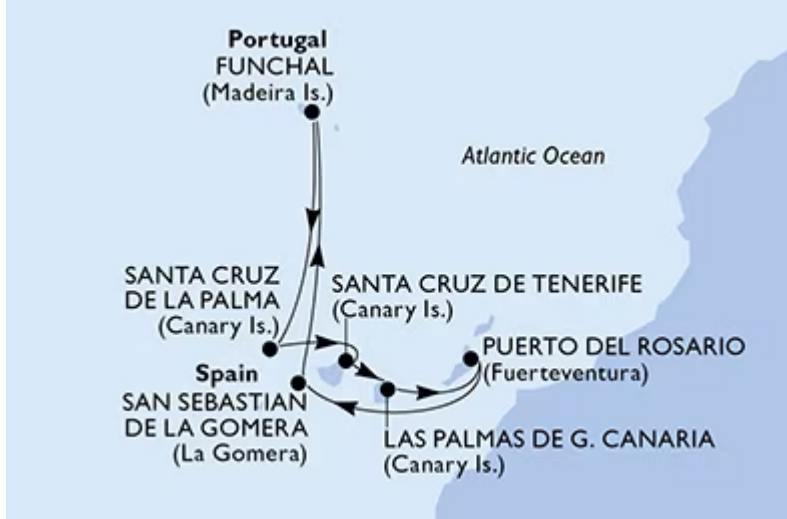 Portugal
FUNCHAL
(Madeira Is.)
Atlantic Ocean
SANTA CRUZ
DE LA PALMA
(Canary Is.)
SANTA CRUZ DE TENERIFE
(Canary Is.)
PUERTO DEL ROSARIO
(Fuerteventura)
Spain
SAN SEBASTIAN
DE LA GOMERA
(La Gomera)
LAS PALMAS DE G. CANARIA
(Canary Is.)